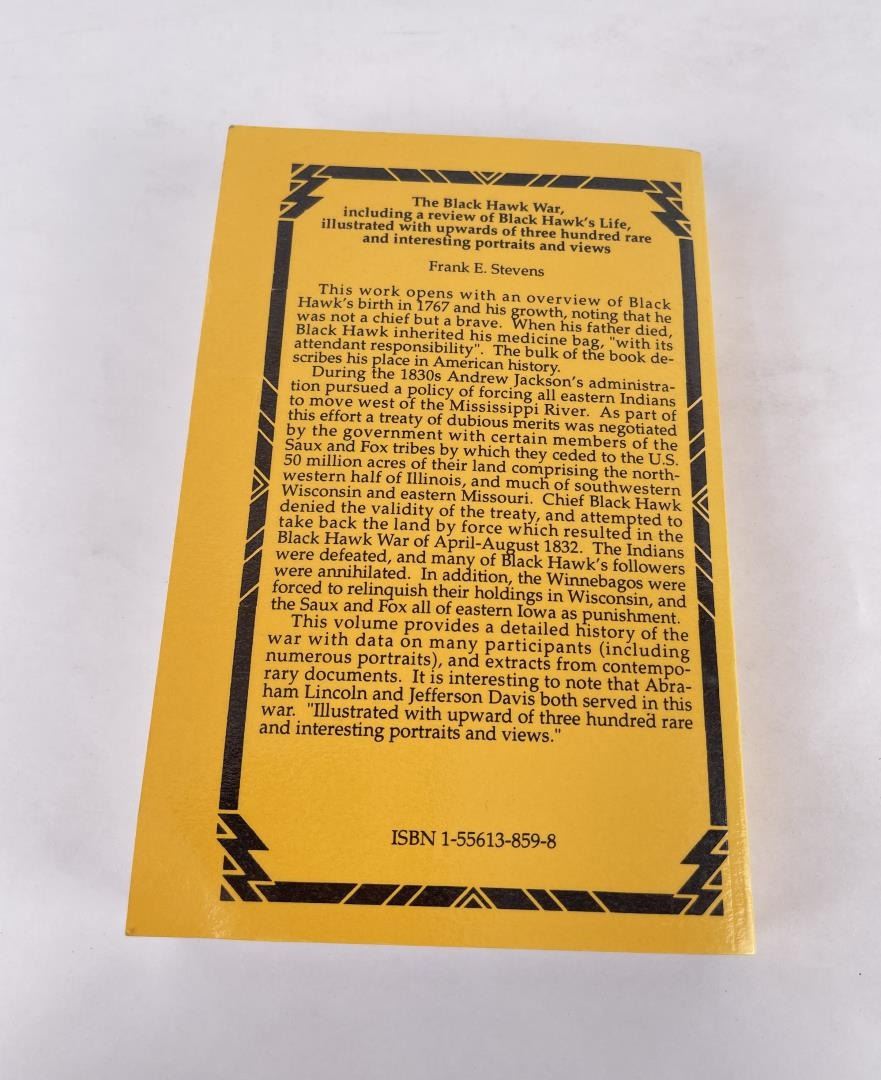 The Black Hawk War,
including a review of Black Hawk's Life,
illustrated with upwards of three hundred rare
and interesting portraits and views
Frank E. Stevens
This work opens with an overview of Black
Hawk's birth in 1767 and his growth, noting that he
was not a chief but a brave. When his father died,
Black Hawk inherited his medicine bag, "with its
attendant responsibility". The bulk of the book de-
scribes his place in American history.
During the 1830s Andrew Jackson's administra-
tion pursued a policy of forcing all eastern Indians
to move west of the Mississippi River. As part of
this effort a treaty of dubious merits was negotiated
by the government with certain members of the
Saux and Fox tribes by which they ceded to the U.S.
50 million acres of their land comprising the north-
western half of Illinois, and much of southwestern
Wisconsin and eastern Missouri. Chief Black Hawk
denied the validity of the treaty, and attempted to
take back the land by force which resulted in the
Black Hawk War of April-August 1832. The Indians
were defeated, and many of Black Hawk's followers
were annihilated. In addition, the Winnebagos were
forced to relinquish their holdings in Wisconsin, and
the Saux and Fox all of eastern Iowa as punishment.
This volume provides a detailed history of the
war with data on many participants (including
numerous portraits), and extracts from contempo-
rary documents. It is interesting to note that Abra-
ham Lincoln and Jefferson Davis both served in this
war. "Illustrated with upward of three hundred rare
and interesting portraits and views."
ISBN 1-55613-859-8